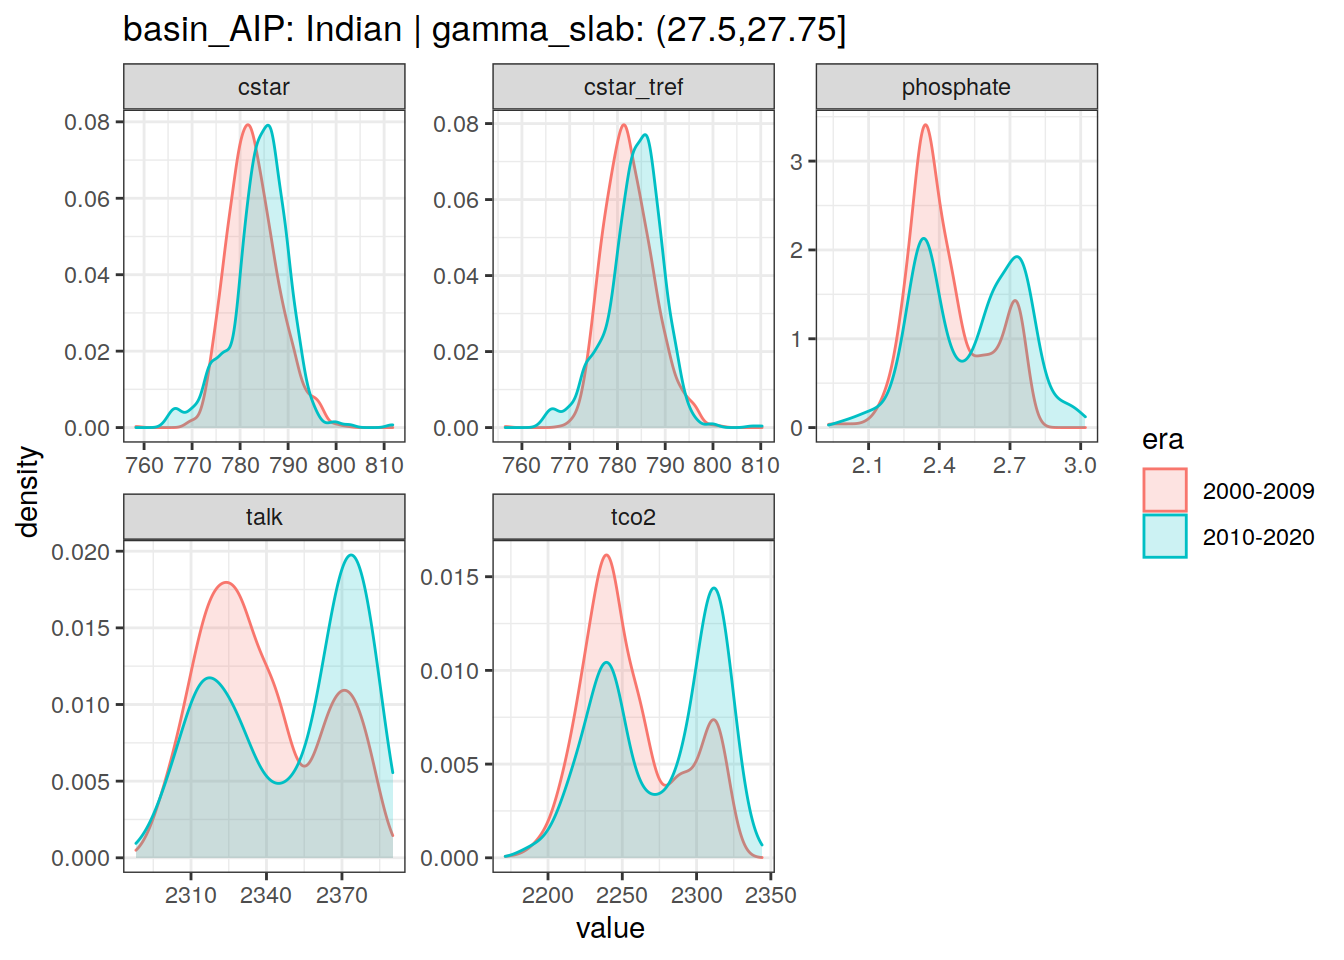 basin_AIP: Indian | gamma_slab: (27.5,27.75]
cstar
cstar_tref
phosphate
0.08
0.06
0.04
0.02
0.00
760 770 780 790 800 810
0.08
0.06
0.04
0.02
0.00
760 770 780 790 800 810
3
2
1
0
2.1 2.4 2.7 3.0
density
talk
tco2
0.020
0.015
0.010
0.005
0.000
2310 2340 2370
0.015
0.010
0.005
0.000
2200 2250 2300 2350
value
era
2000-2009
2010-2020